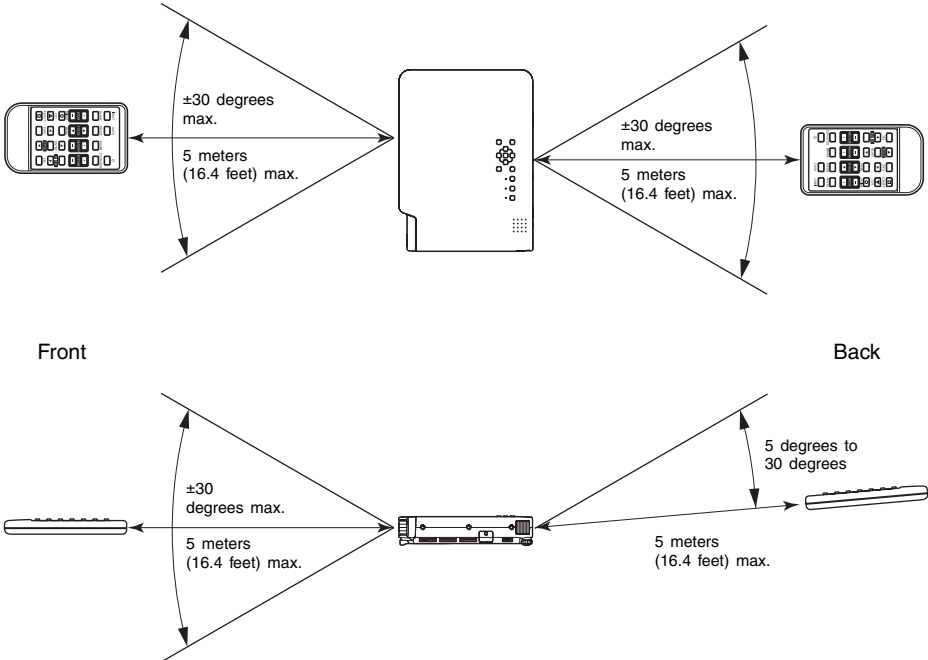 ±30 degrees
max.
5 meters
(16.4 feet) max.
±30 degrees
max.
5 meters
(16.4 feet) max.
Front
Back
±30
degrees max.
5 meters
(16.4 feet) max.
5 degrees to
30 degrees
5 meters
(16.4 feet) max.